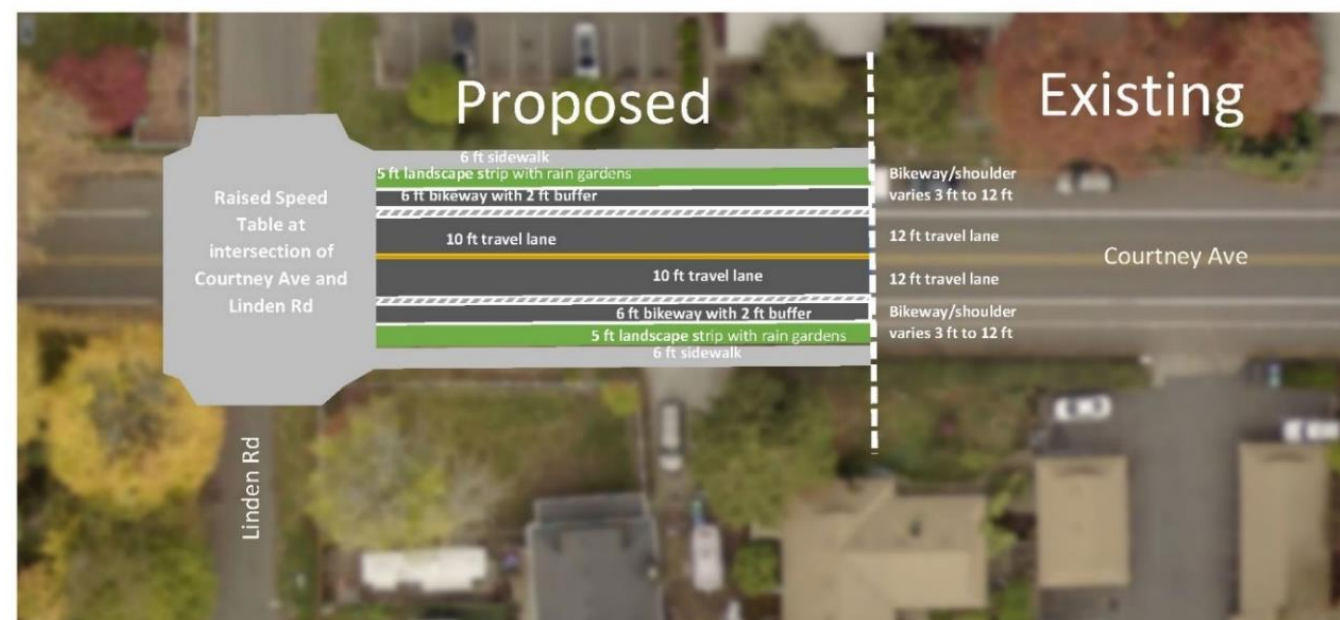 Proposed
Existing
6 ft sidewalk
5 ft landscape strip with rain gardens
6 ft bikeway with 2 ft buffer
10 ft travel lane
10 ft travel lane
6 ft bikeway with 2 ft buffer
5 ft landscape strip with rain gardens
6 ft sidewalk
Raised Speed
Table at
intersection of
Courtney Ave and
Linden Rd
Bikeway/shoulder
varies 3 ft to 12 ft
12 ft travel lane
12 ft travel lane
Bikeway/shoulder
varies 3 ft to 12 ft
Courtney Ave
Linden Rd